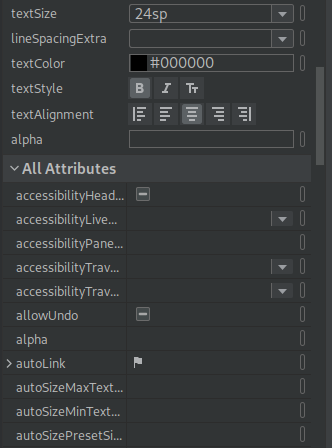 textSize 24sp
lineSpacingExtra
textColor #000000
textStyle B I Tт
textAlignment
alpha
All Attributes
accessibilityHead...
accessibilityLive...
accessibilityPane...
accessibilityTrav...
accessibilityTrav...
allowUndo
alpha
autoLink
autoSizeMaxText...
autoSizeMinText...
autoSizePresetSi...